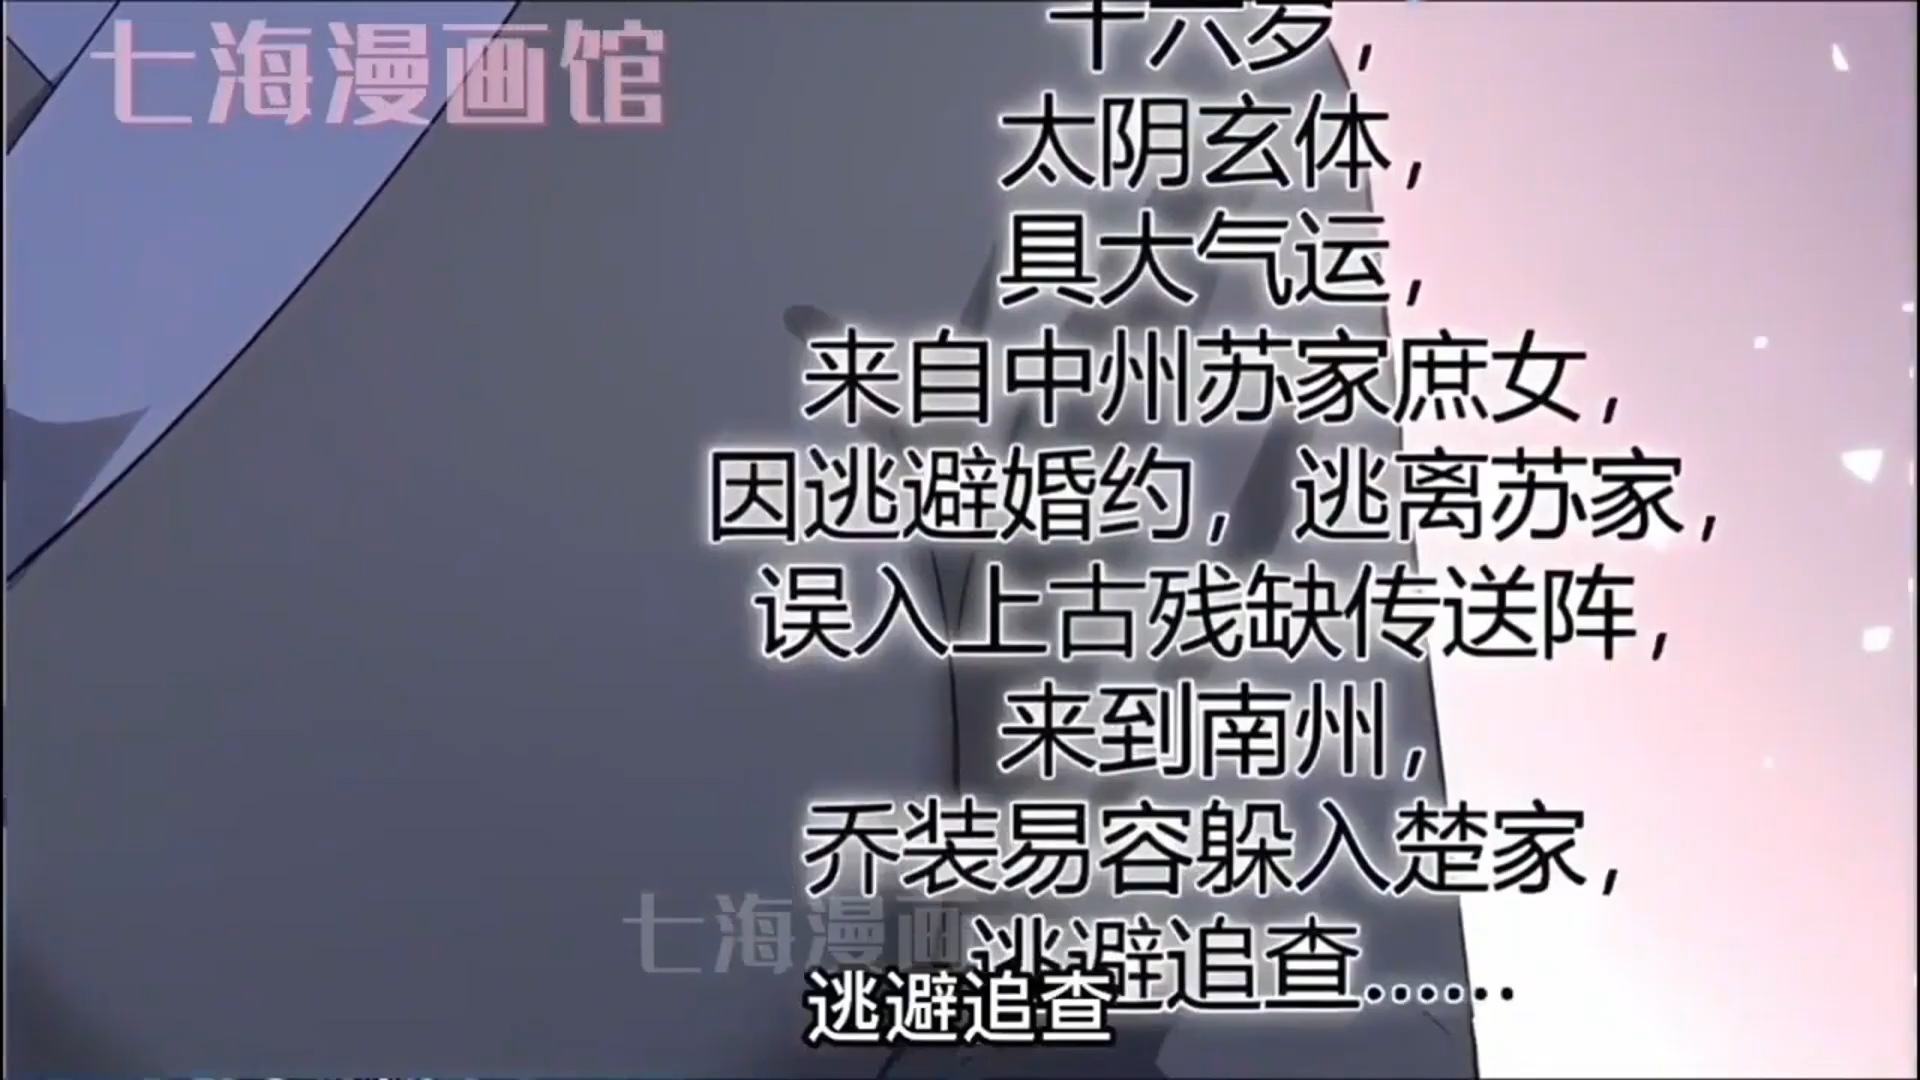 七海漫画馆
十六岁，
太阴玄体，
具大气运，
来自中州苏家庶女，
因逃避婚约，逃离苏家，
误入上古残缺传送阵，
来到南州，
乔装易容躲入楚家，
七海漫画
逃避追查……
逃避追查